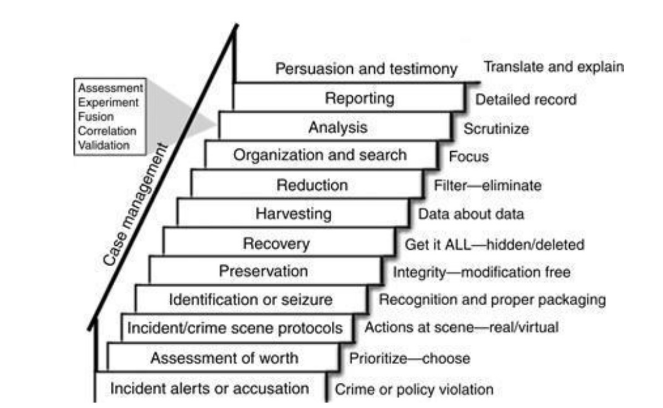 Persuasion and testimony Translate and explain
Assessment
Experiment
Fusion
Correlation
Validation
Reporting Detailed record
Analysis Scrutinize
Organization and search Focus
Reduction Filter—eliminate
Harvesting Data about data
Recovery Get it ALL—hidden/deleted
Preservation Integrity—modification free
Identification or seizure Recognition and proper packaging
Incident/crime scene protocols Actions at scene—real/virtual
Assessment of worth Prioritize—choose
Incident alerts or accusation Crime or policy violation
Case management